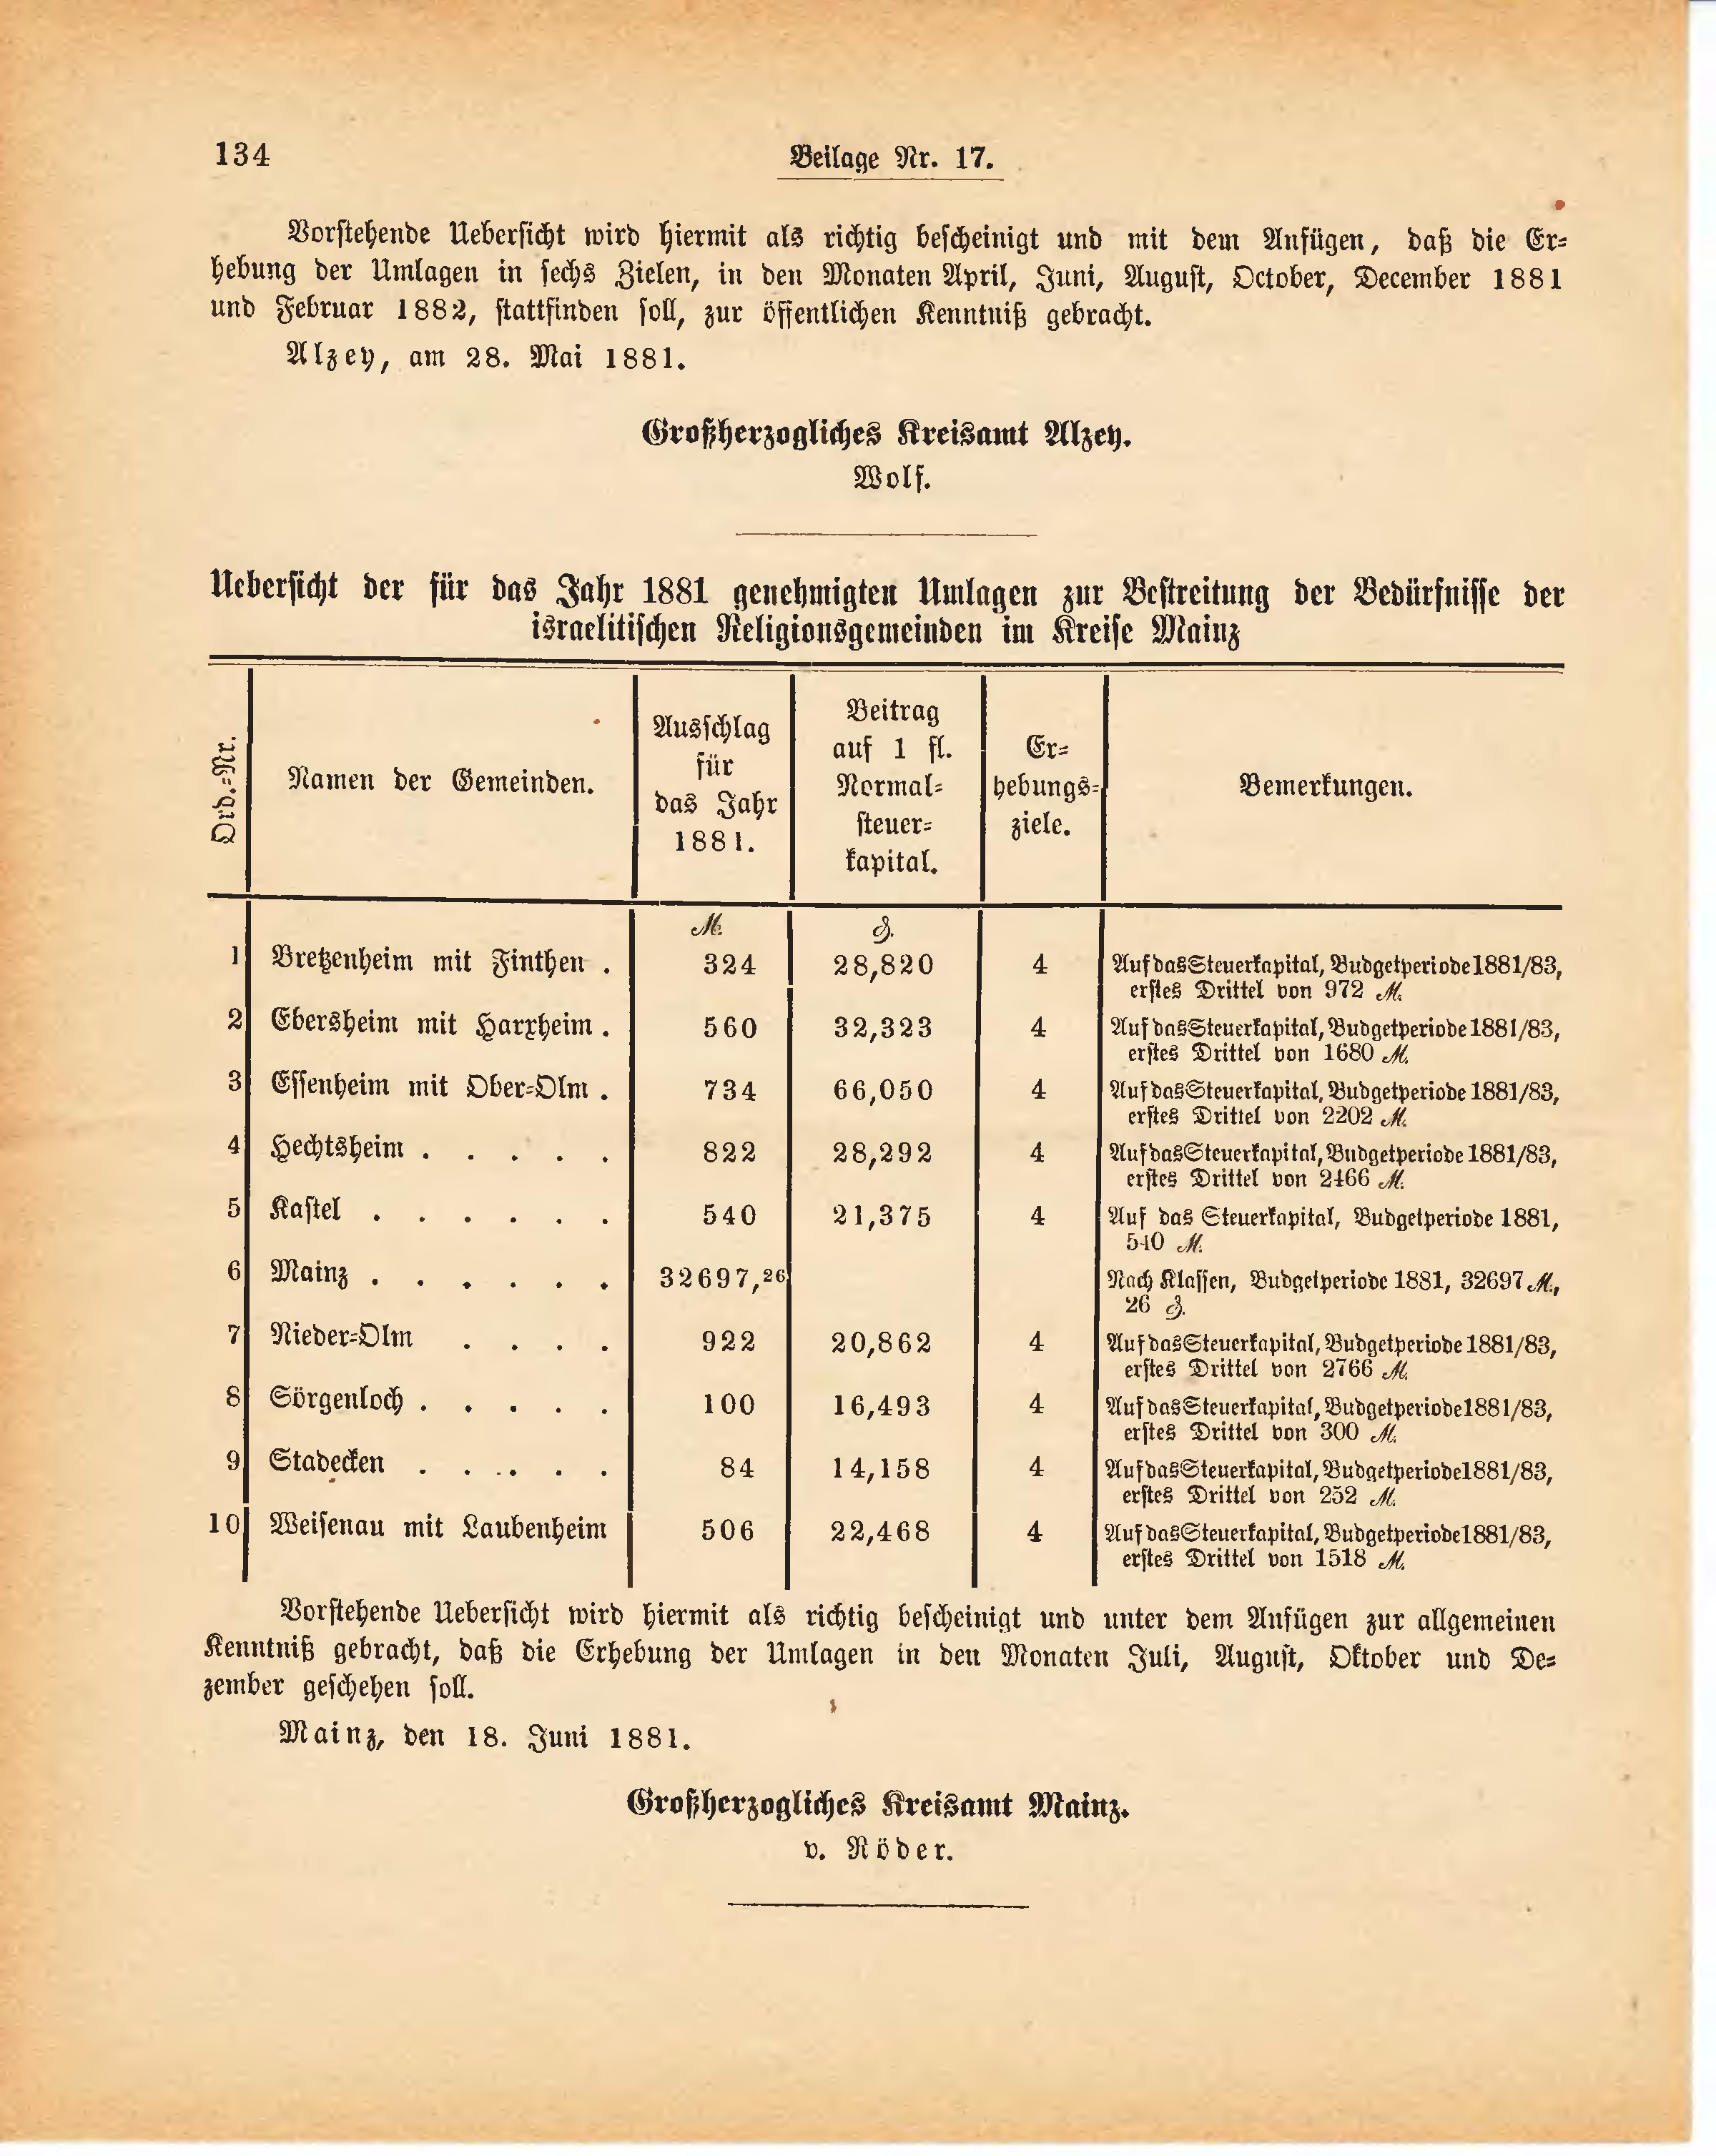 134
Beilage Nr. 17.
Vorstehende Uebersicht wird hiermit als richtig bescheinigt und mit dem Anfügen, daß die Er=
hebung der Umlagen in sechs Zielen, in den Monaten April, Juni, August, October, December 1881
und Februar 1882, stattfinden soll, zur öffentlichen Kenntniß gebracht.
Alzey, am 28. Mai 1881.
Großherzogliches Kreisamt Alzey.
Wolf.
Uebersicht der für das Jahr 1881 genehmigten Umlagen zur Bestreitung der Bedürfnisse der
israelitischen Religionsgemeinden im Kreise Mainz
Ord.=Nr.
Namen der Gemeinden.
Ausschlag
für
das Jahr
1881.
Beitrag
auf 1 fl.
Normal=
steuer=
kapital.
Er=
hebungs=
ziele.
Bemerkungen.
ℳ. ₰.
1 Bretzenheim mit Finthen . 324 28,820 4 Auf das Steuerkapital, Budgetperiode 1881/83,
erstes Drittel von 972 ℳ.
2 Ebersheim mit Harxheim . 560 32,323 4 Auf das Steuerkapital, Budgetperiode 1881/83,
erstes Drittel von 1680 ℳ.
3 Essenheim mit Ober=Olm . 734 66,050 4 Auf das Steuerkapital, Budgetperiode 1881/83,
erstes Drittel von 2202 ℳ.
4 Hechtsheim . . . . . 822 28,292 4 Auf das Steuerkapital, Budgetperiode 1881/83,
erstes Drittel von 2466 ℳ.
5 Kastel . . . . . . 540 21,375 4 Auf das Steuerkapital, Budgetperiode 1881,
540 ℳ.
6 Mainz . . . . . . 32697,26 Nach Klassen, Budgetperiode 1881, 32697 ℳ.,
26 ₰.
7 Nieder=Olm . . . . 922 20,862 4 Auf das Steuerkapital, Budgetperiode 1881/83,
erstes Drittel von 2766 ℳ.
8 Sörgenloch . . . . . 100 16,493 4 Auf das Steuerkapital, Budgetperiode 1881/83,
erstes Drittel von 300 ℳ.
9 Stadecken . . . . . 84 14,158 4 Auf das Steuerkapital, Budgetperiode 1881/83,
erstes Drittel von 252 ℳ.
10 Weisenau mit Laubenheim 506 22,468 4 Auf das Steuerkapital, Budgetperiode 1881/83,
erstes Drittel von 1518 ℳ.
Vorstehende Uebersicht wird hiermit als richtig bescheinigt und unter dem Anfügen zur allgemeinen
Kenntniß gebracht, daß die Erhebung der Umlagen in den Monaten Juli, August, Oktober und De=
zember geschehen soll.
Mainz, den 18. Juni 1881.
Großherzogliches Kreisamt Mainz.
v. Röder.